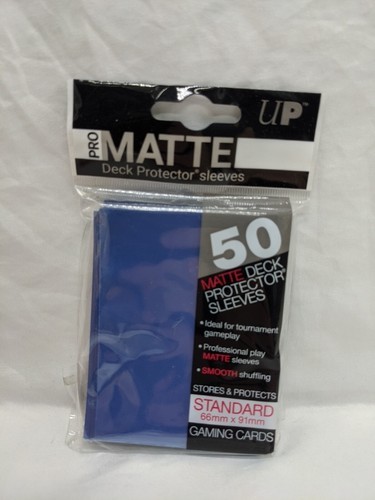 UP™
PRO
MATTE
Deck Protector® sleeves
50
MATTE DECK
PROTECTOR®
SLEEVES
• Ideal for tournament
gameplay
• Professional play
MATTE sleeves
• SMOOTH shuffling
STORES & PROTECTS
STANDARD
66mm x 91mm
GAMING CARDS